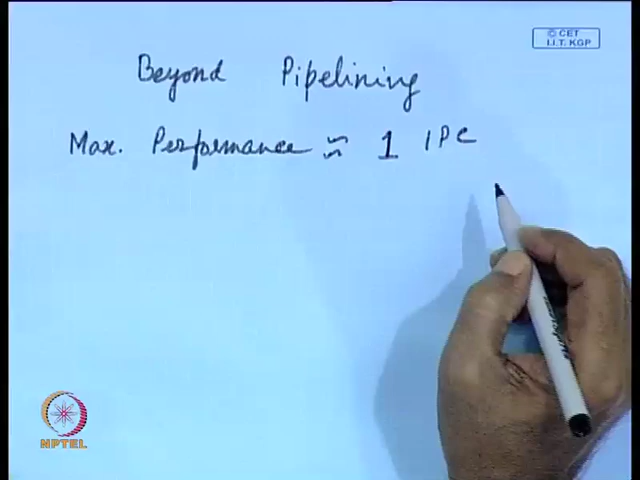 © CET
I.I.T. KGP
Beyond Pipelining
Max. Performance ≈ 1 IPC
NPTEL